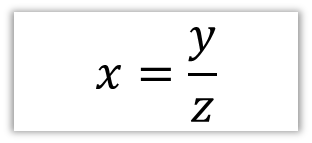 x = y/z